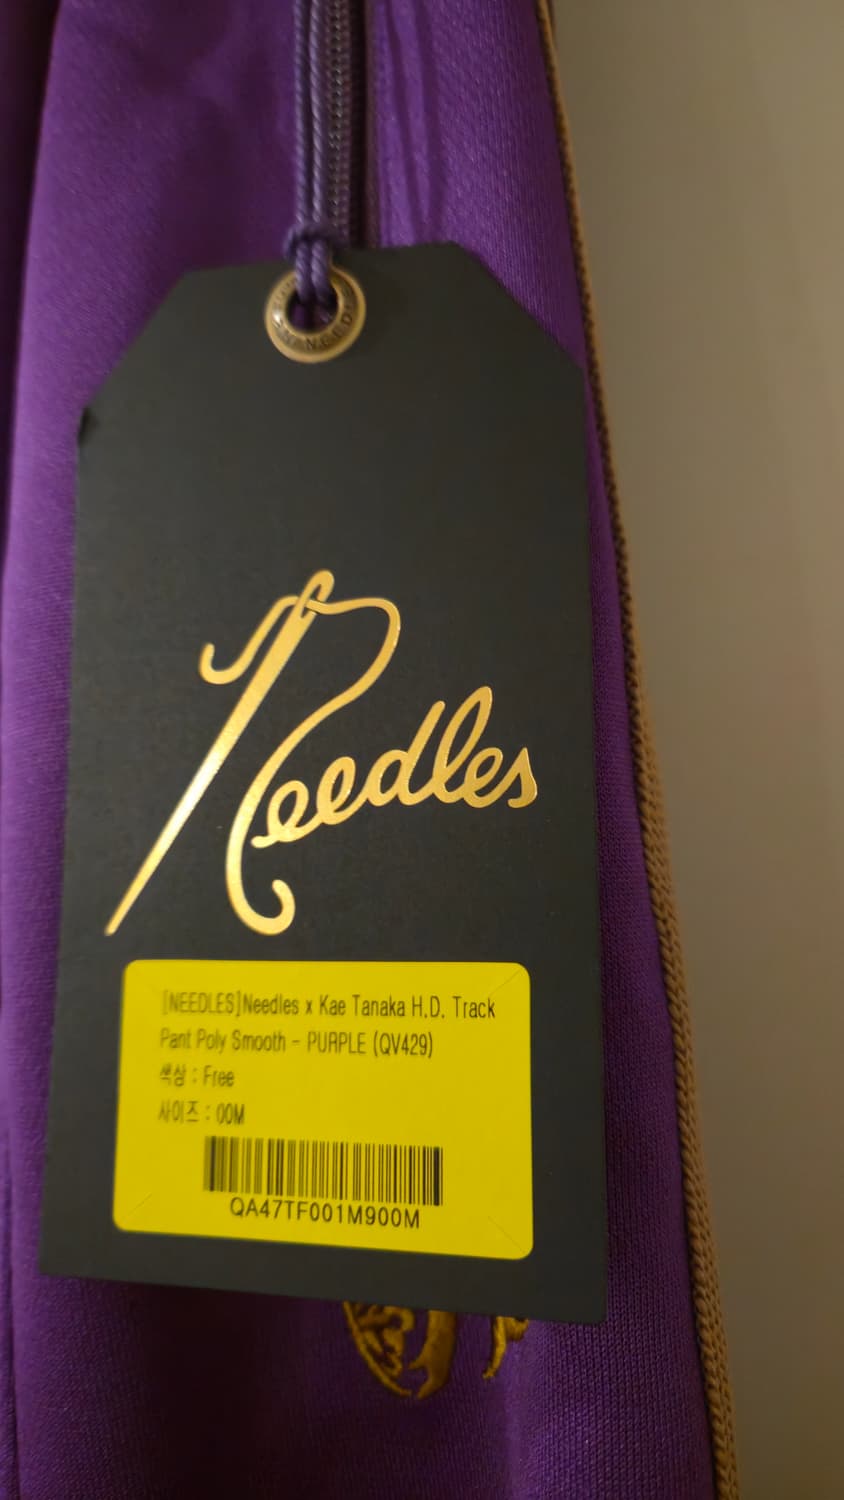 Needles
[NEEDLES]Needles x Kae Tanaka H.D. Track
Pant Poly Smooth - PURPLE (QV429)
색상 : Free
사이즈 : 00M
QA47TF001M900M